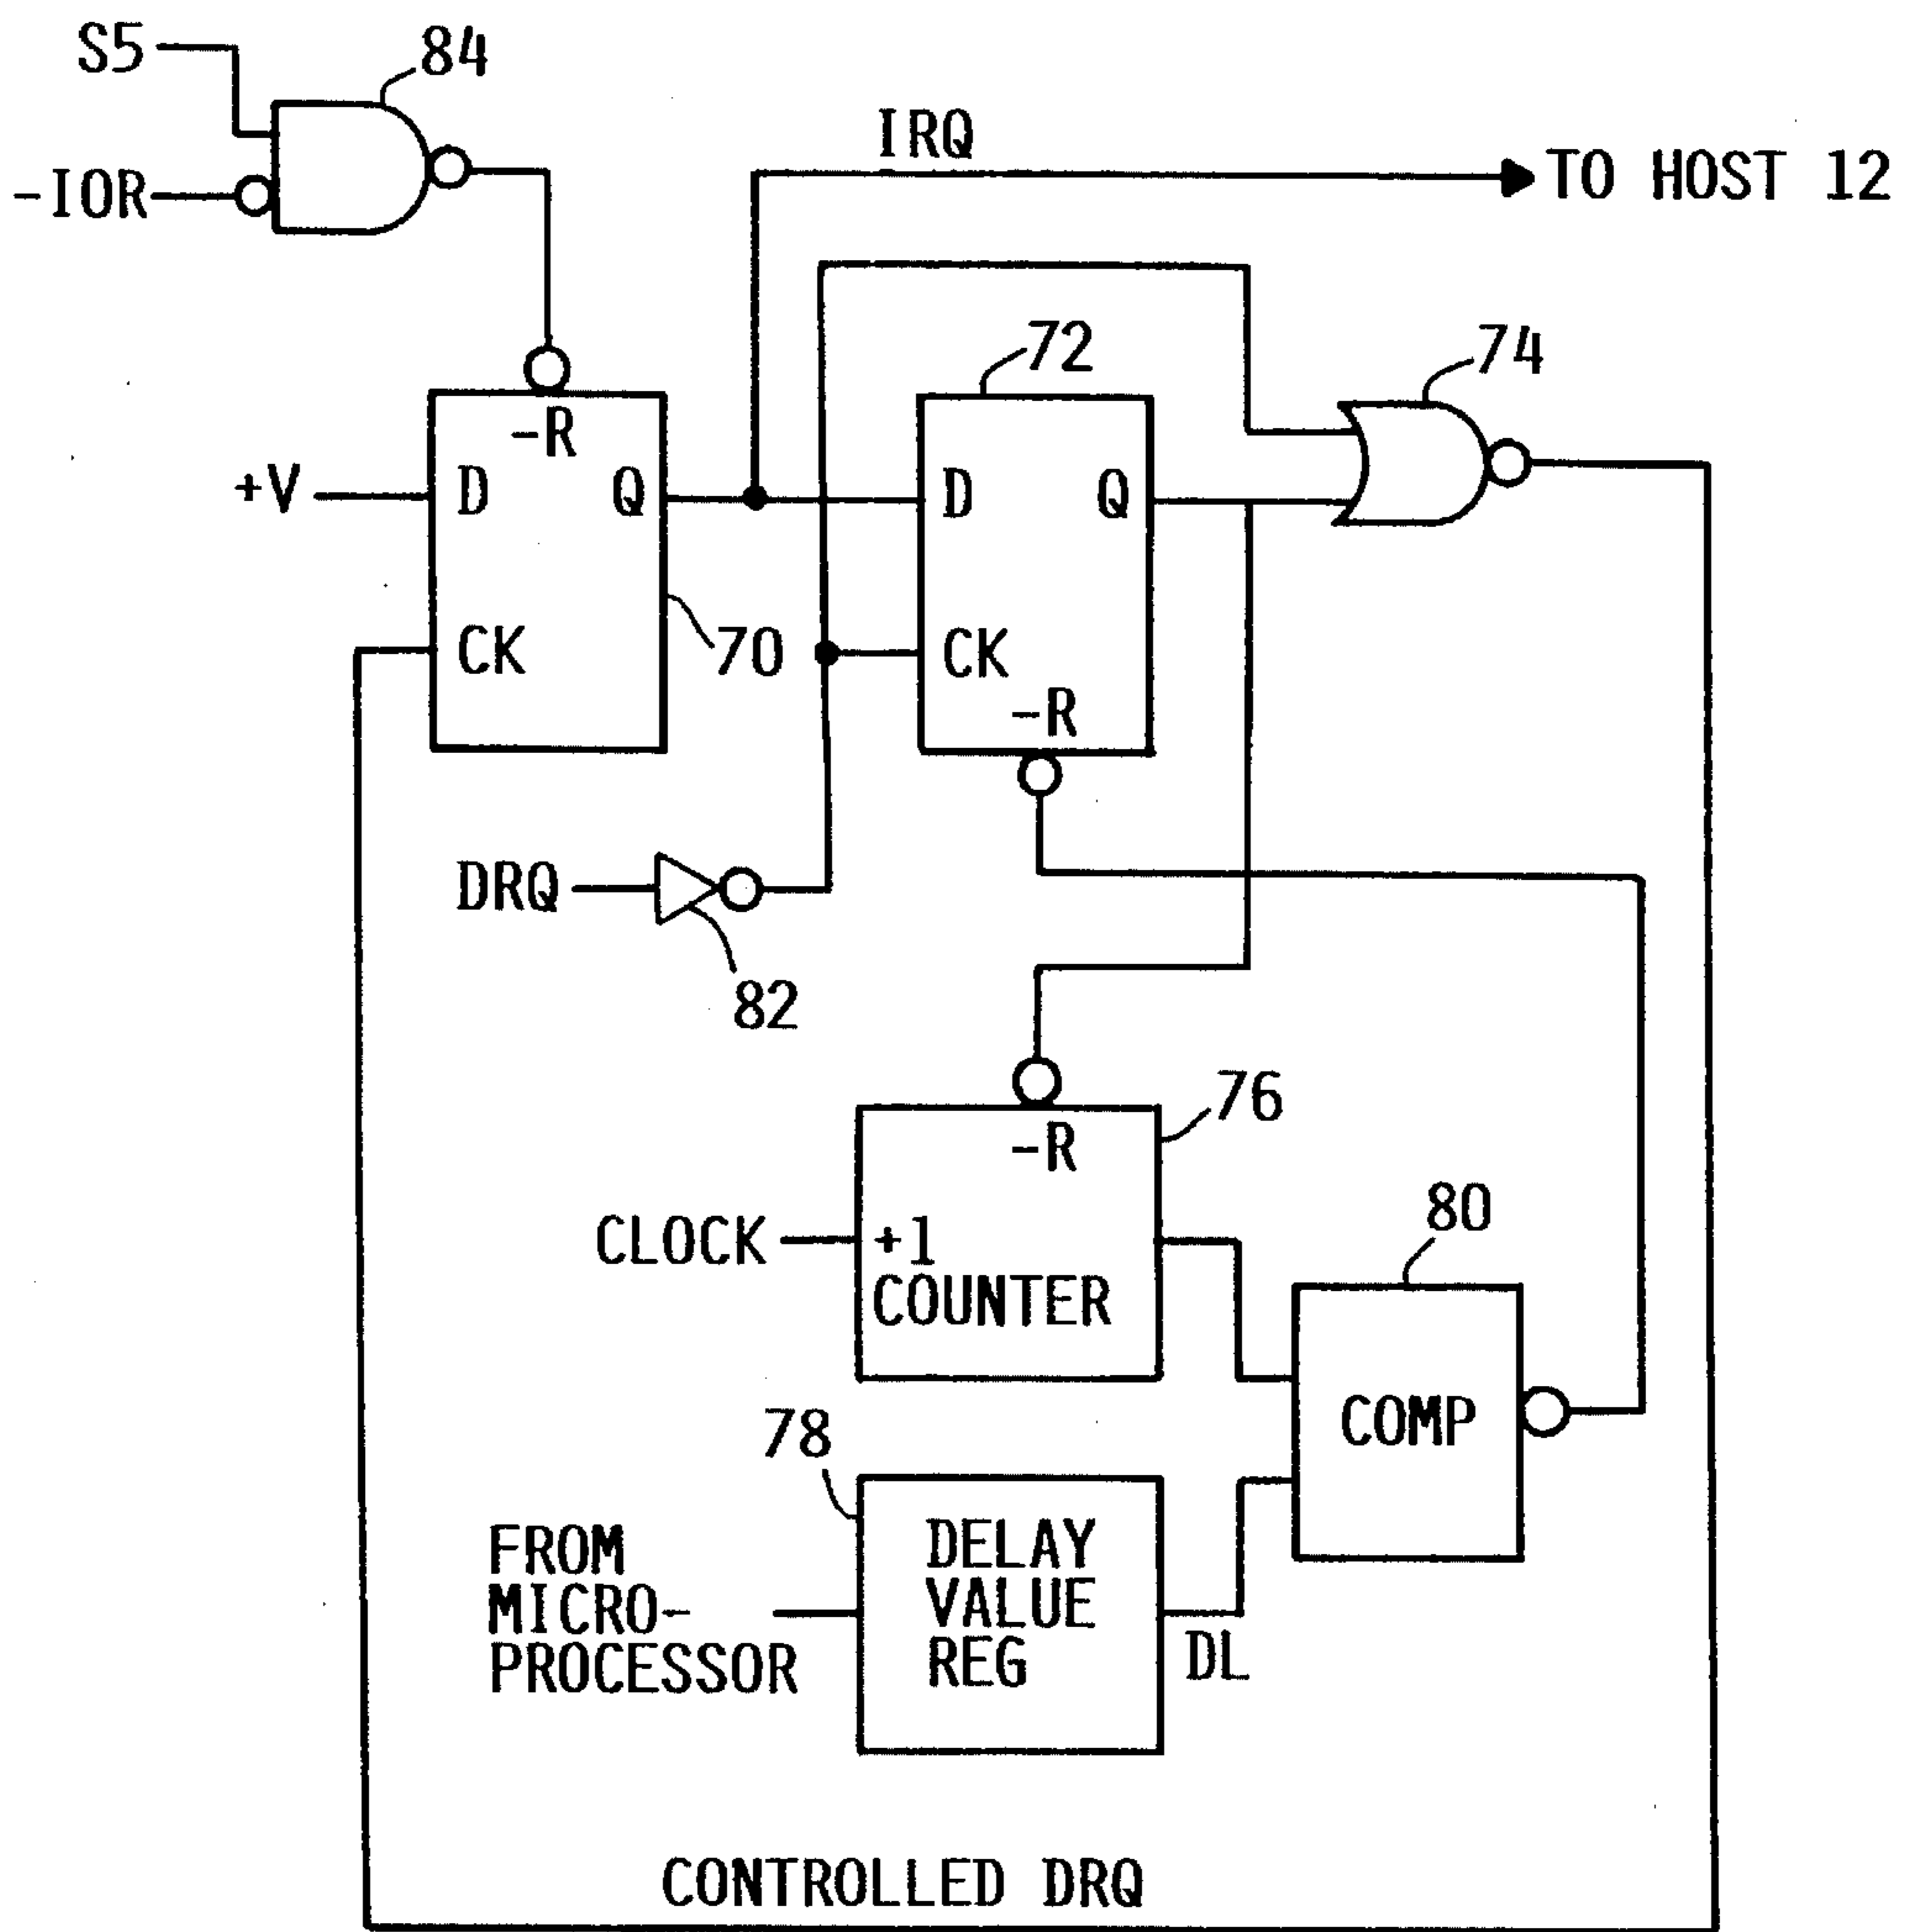 S5
84
-IOR
IRQ
TO HOST 12
72
74
-R
+V
D
Q
D
Q
CK
70
CK
-R
DRQ
82
76
-R
CLOCK
+1
COUNTER
80
COMP
78
FROM
MICRO-
PROCESSOR
DELAY
VALUE
REG
DL
CONTROLLED DRQ